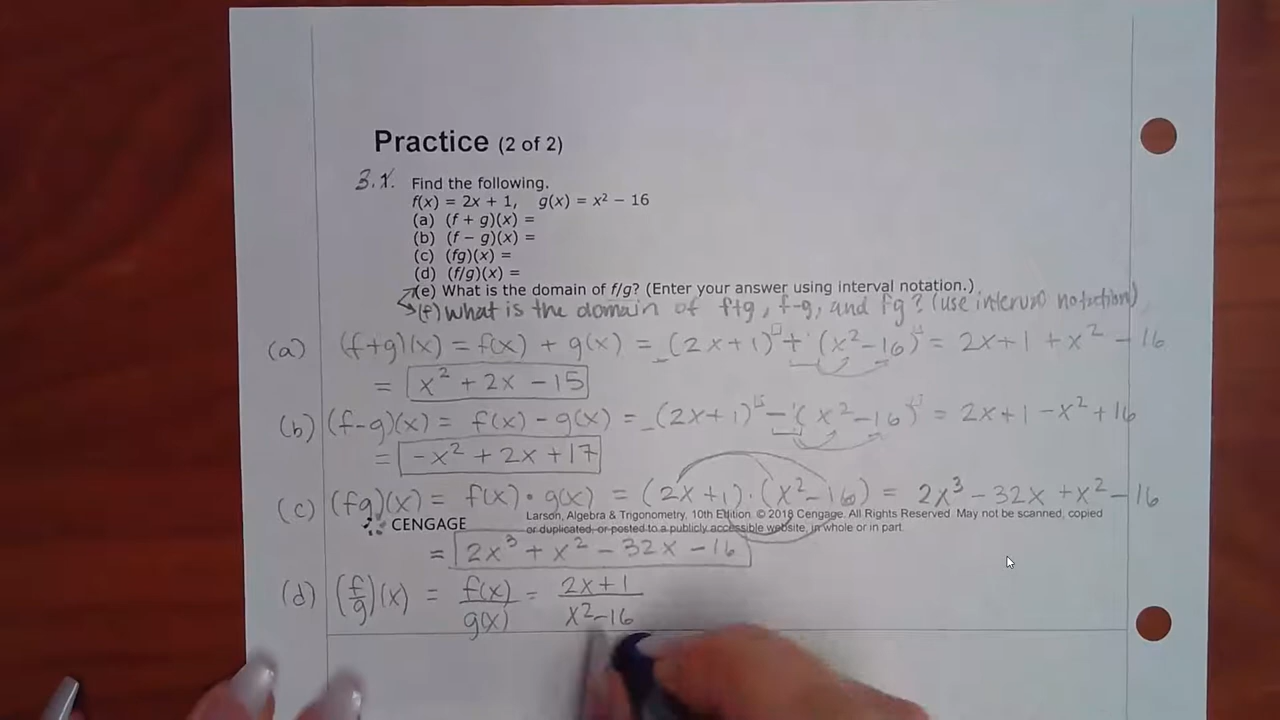 Practice (2 of 2)
3.1. Find the following.
f(x) = 2x + 1, g(x) = x² − 16
(a) (f + g)(x) =
(b) (f − g)(x) =
(c) (fg)(x) =
(d) (f/g)(x) =
(e) What is the domain of f/g? (Enter your answer using interval notation.)
(f) What is the domain of f+g, f-g, and fg? (use interval notation)
(a) (f+g)(x) = f(x) + g(x) = (2x+1) + (x²-16) = 2x+1 + x² - 16
= x² + 2x - 15
(b) (f-g)(x) = f(x) - g(x) = (2x+1) - (x²-16) = 2x+1 - x² + 16
= -x² + 2x + 17
(c) (fg)(x) = f(x) • g(x) = (2x+1)·(x²-16) = 2x³ - 32x + x² - 16
CENGAGE
Larson, Algebra & Trigonometry, 10th Edition. © 2018 Cengage. All Rights Reserved. May not be scanned, copied
or duplicated, or posted to a publicly accessible website, in whole or in part.
= 2x³ + x² - 32x - 16
(d) (f/g)(x) = f(x)/g(x) = 2x+1/x²-16